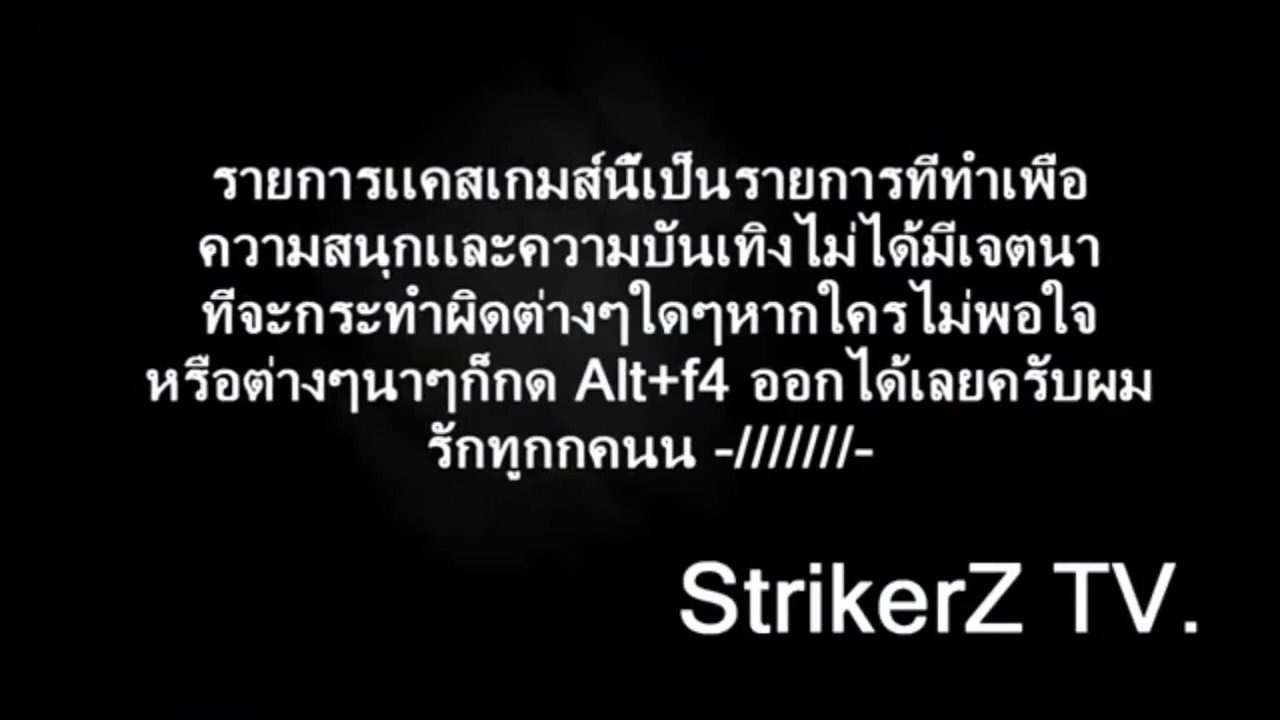 รายการแคสเกมส์นี้เป็นรายการที่ทำเพื่อ
ความสนุกและความบันเทิงไม่ได้มีเจตนา
ที่จะกระทำผิดต่างๆใดๆหากใครไม่พอใจ
หรือต่างๆนาๆก็กด Alt+f4 ออกได้เลยครับผม
รักทูกกคนน -///////-
StrikerZ TV.